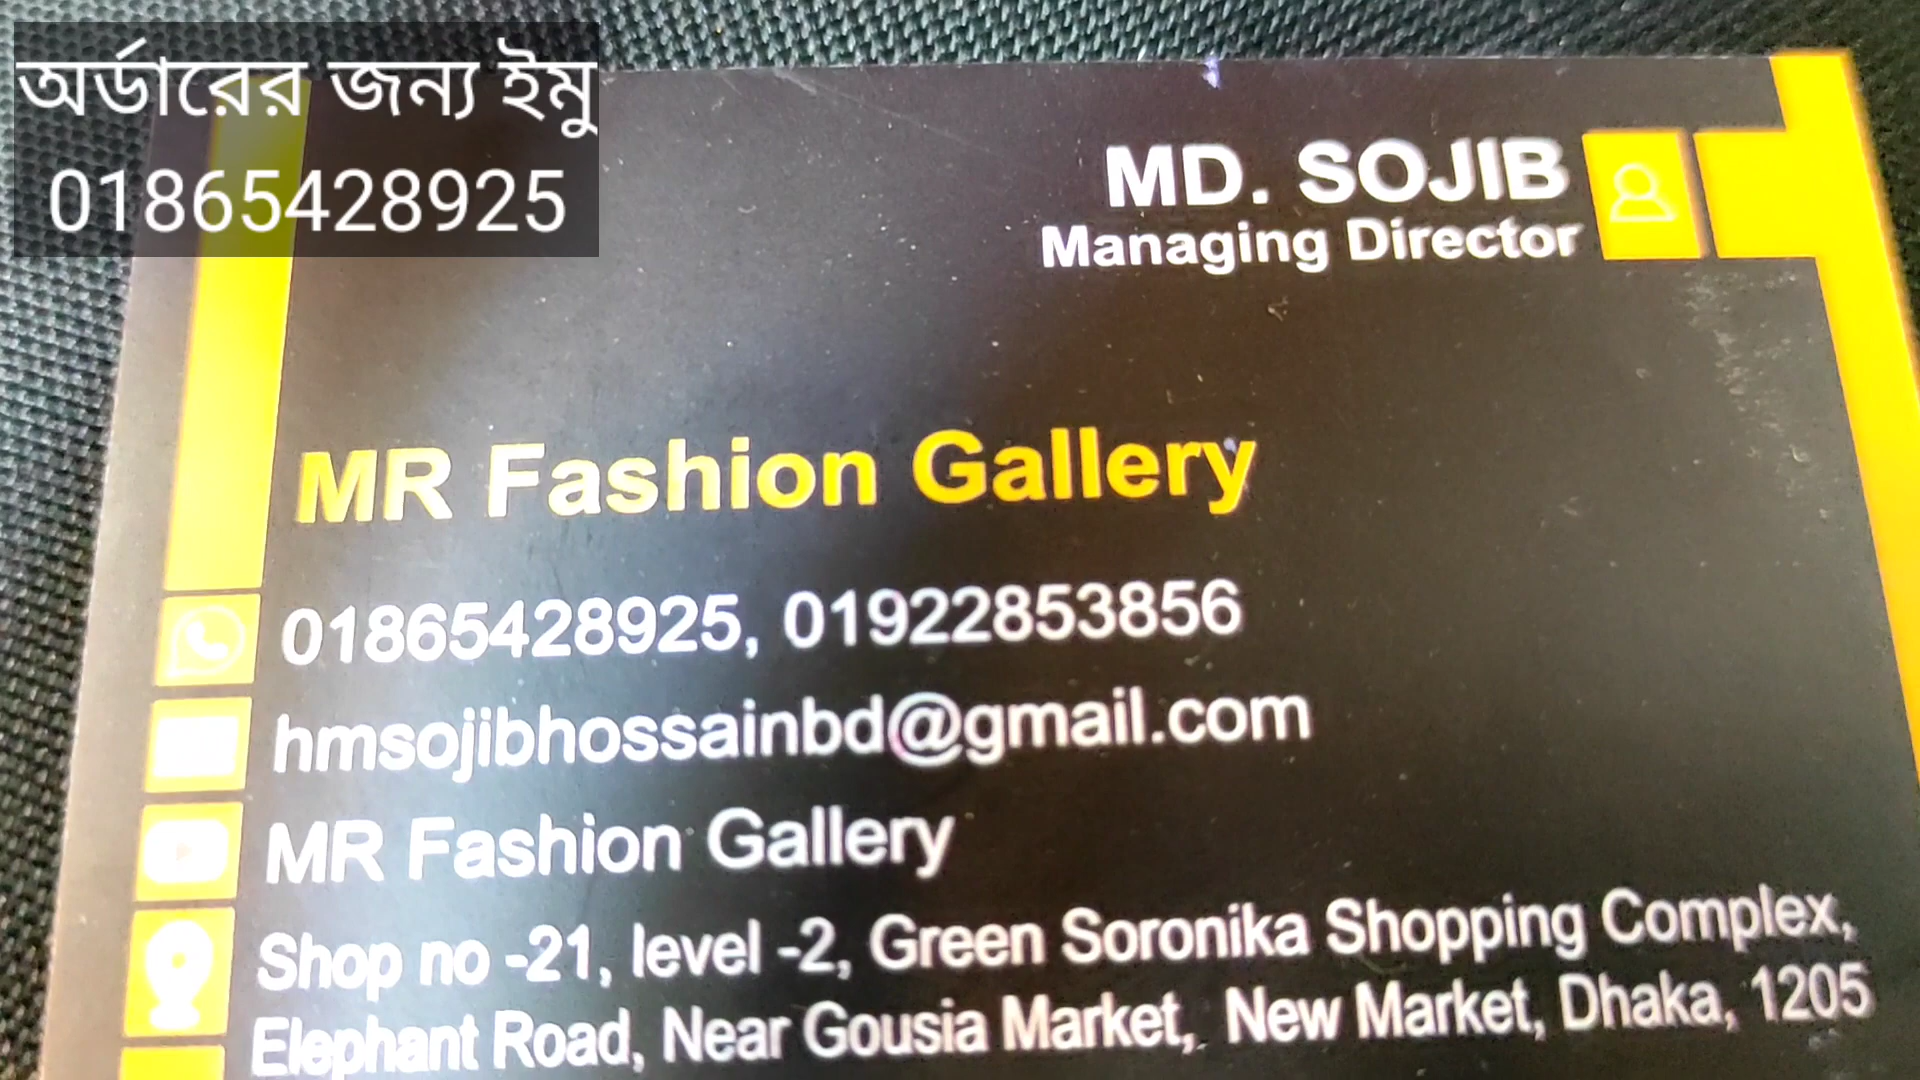 অর্ডারের জন্য ইমু
01865428925
MD. SOJIB
Managing Director
MR Fashion Gallery
01865428925, 01922853856
hmsojibhossainbd@gmail.com
MR Fashion Gallery
Shop no -21, level -2, Green Soronika Shopping Complex,
Elephant Road, Near Gousia Market, New Market, Dhaka, 1205